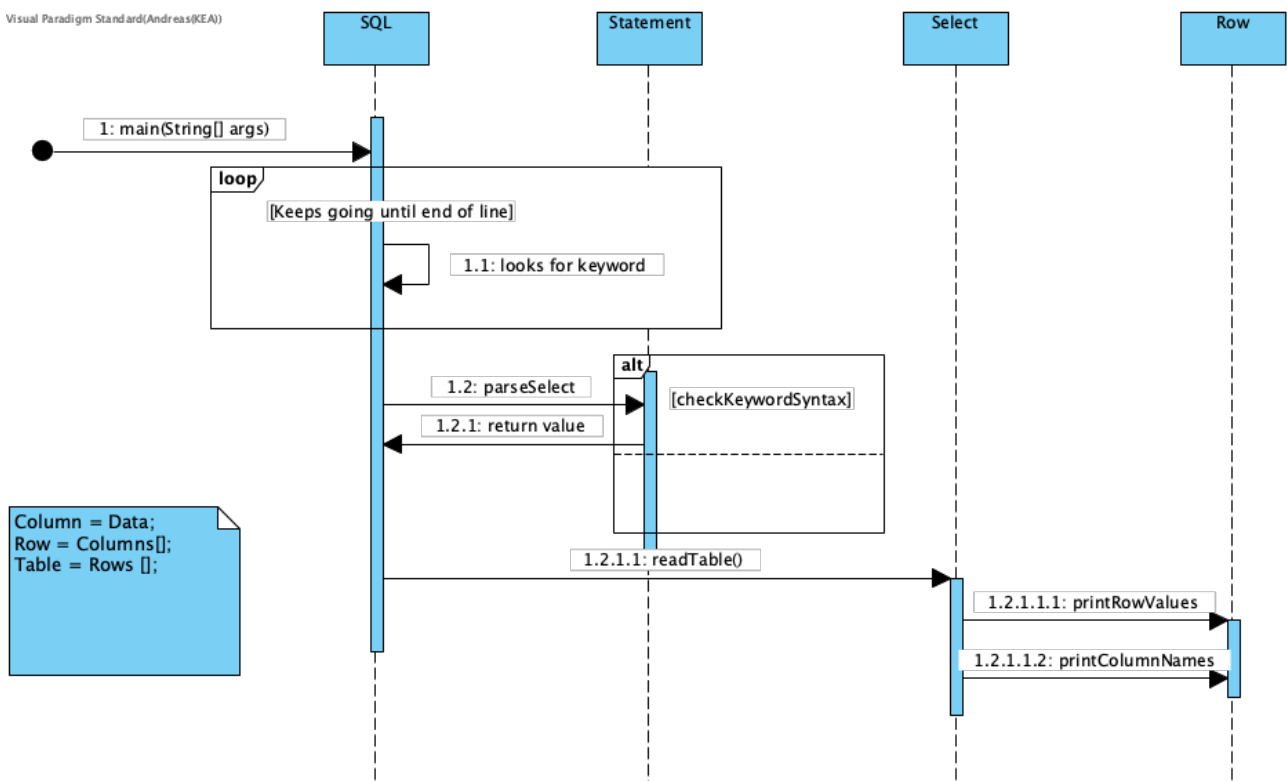 Visual Paradigm Standard(Andreas(KEA))
SQL
Statement
Select
Row
1: main(String[] args)
loop
[Keeps going until end of line]
1.1: looks for keyword
alt
1.2: parseSelect
[checkKeywordSyntax]
1.2.1: return value
Column = Data;
Row = Columns[];
Table = Rows [];
1.2.1.1: readTable()
1.2.1.1.1: printRowValues
1.2.1.1.2: printColumnNames